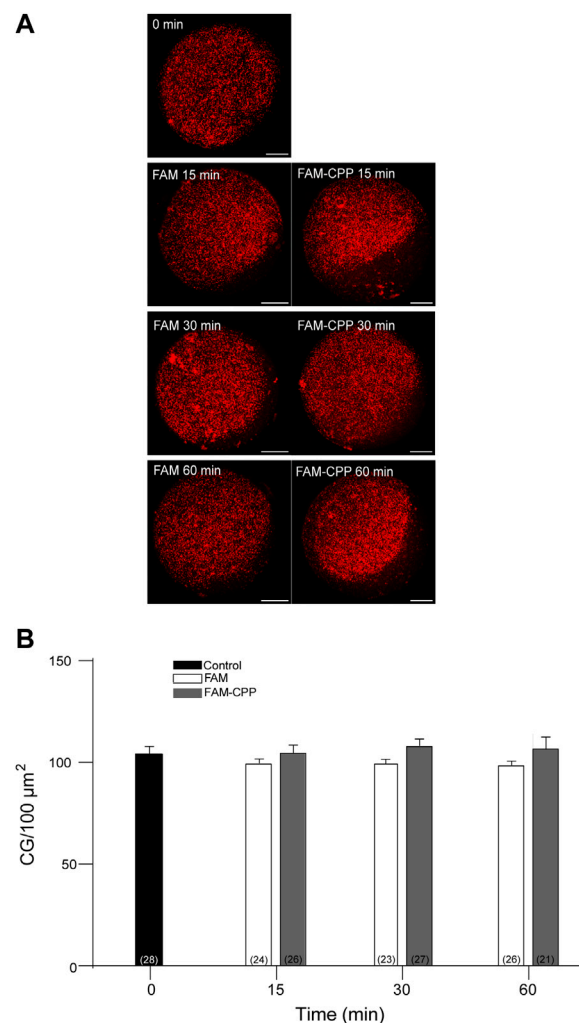 A
0 min
FAM 15 min
FAM-CPP 15 min
FAM 30 min
FAM-CPP 30 min
FAM 60 min
FAM-CPP 60 min
B
150
Control
FAM
FAM-CPP
100
CG/100 µm²
50
(28)
(24)
(26)
(23)
(27)
(26)
(21)
0
0
15
30
60
Time (min)